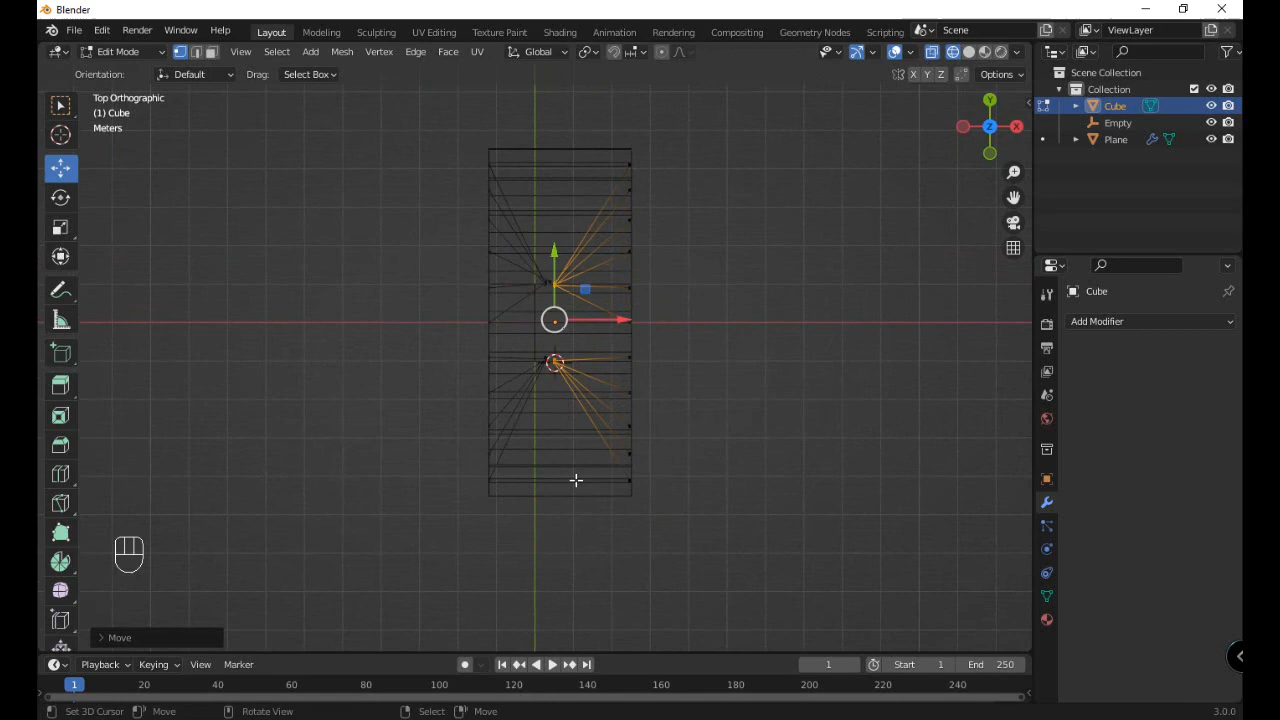 Blender
File Edit Render Window Help Layout Modeling Sculpting UV Editing Texture Paint Shading Animation Rendering Compositing Geometry Nodes Scripting Scene ViewLayer
Edit Mode View Select Add Mesh Vertex Edge Face UV Global
Orientation: Default Drag: Select Box X Y Z Options
Top Orthographic
(1) Cube
Meters
Y
Z
X
Scene Collection
Collection
Cube
Empty
Plane
Cube
Add Modifier
> Move
Playback Keying View Marker 1 Start 1 End 250
1 20 40 60 80 100 120 140 160 180 200 220 240
Set 3D Cursor Move Rotate View Select Move 3.0.0